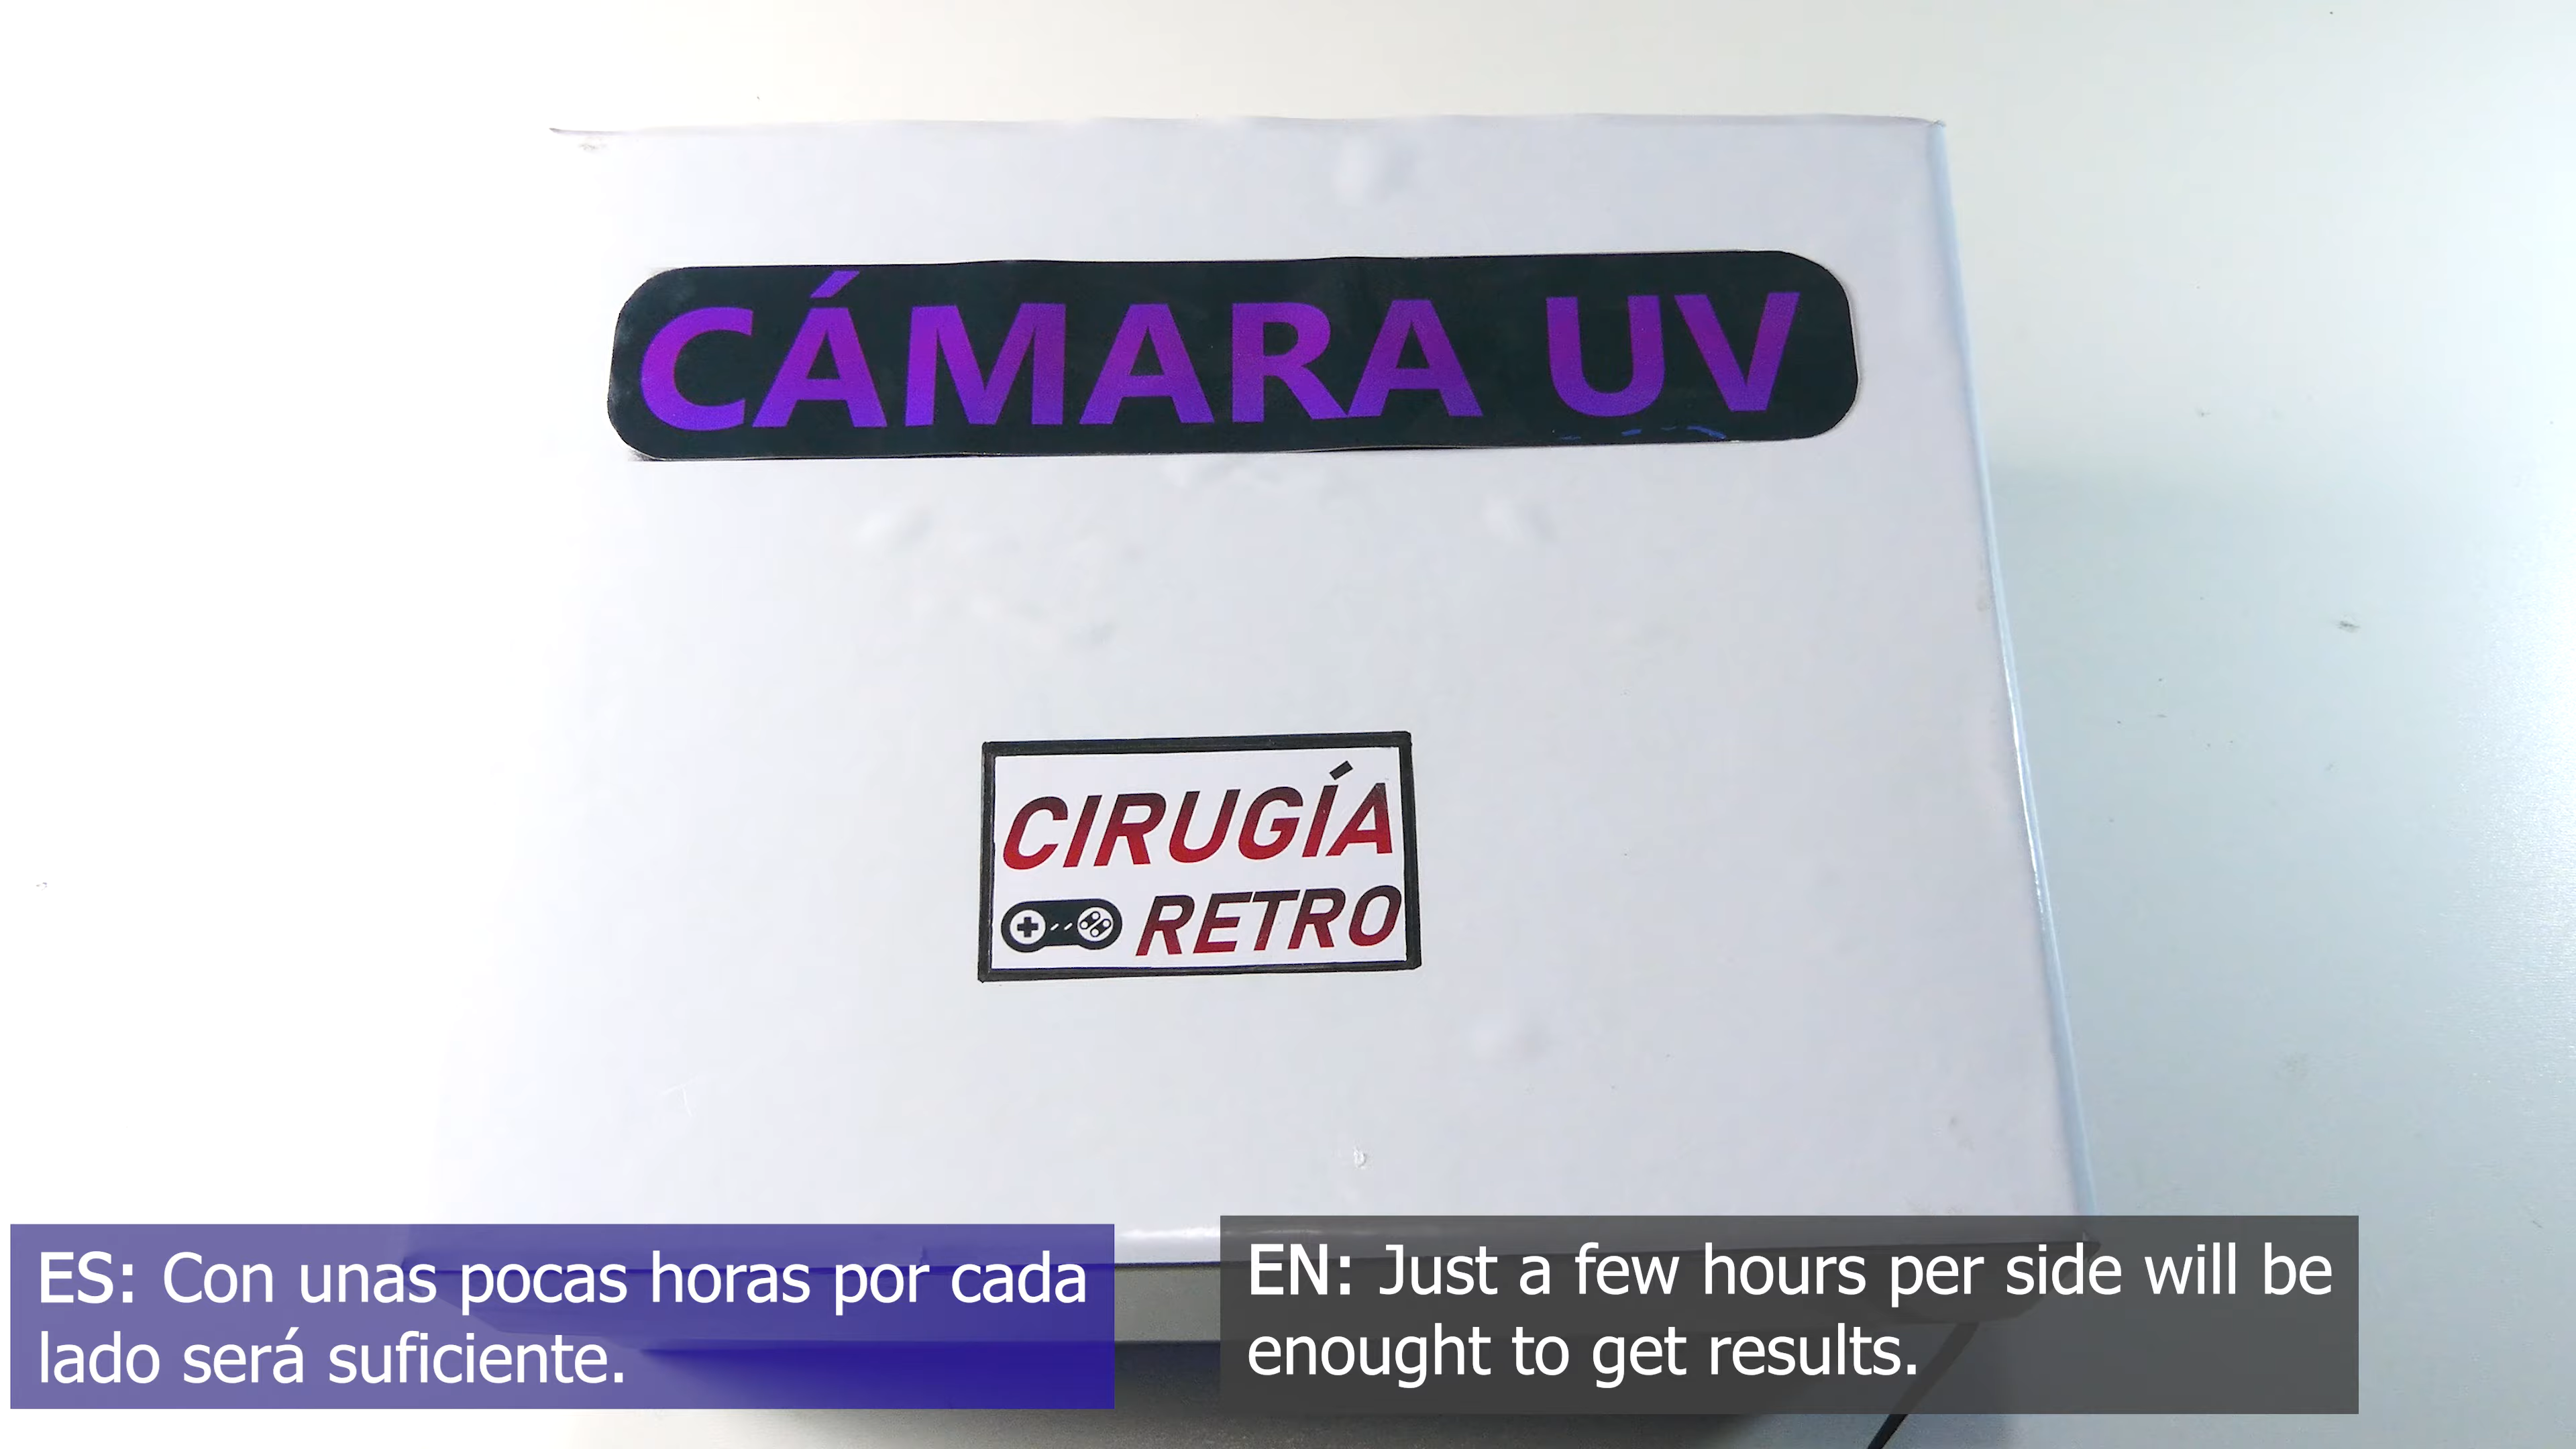 CÁMARA UV
CIRUGÍA
RETRO
ES: Con unas pocas horas por cada
lado será suficiente.
EN: Just a few hours per side will be
enought to get results.